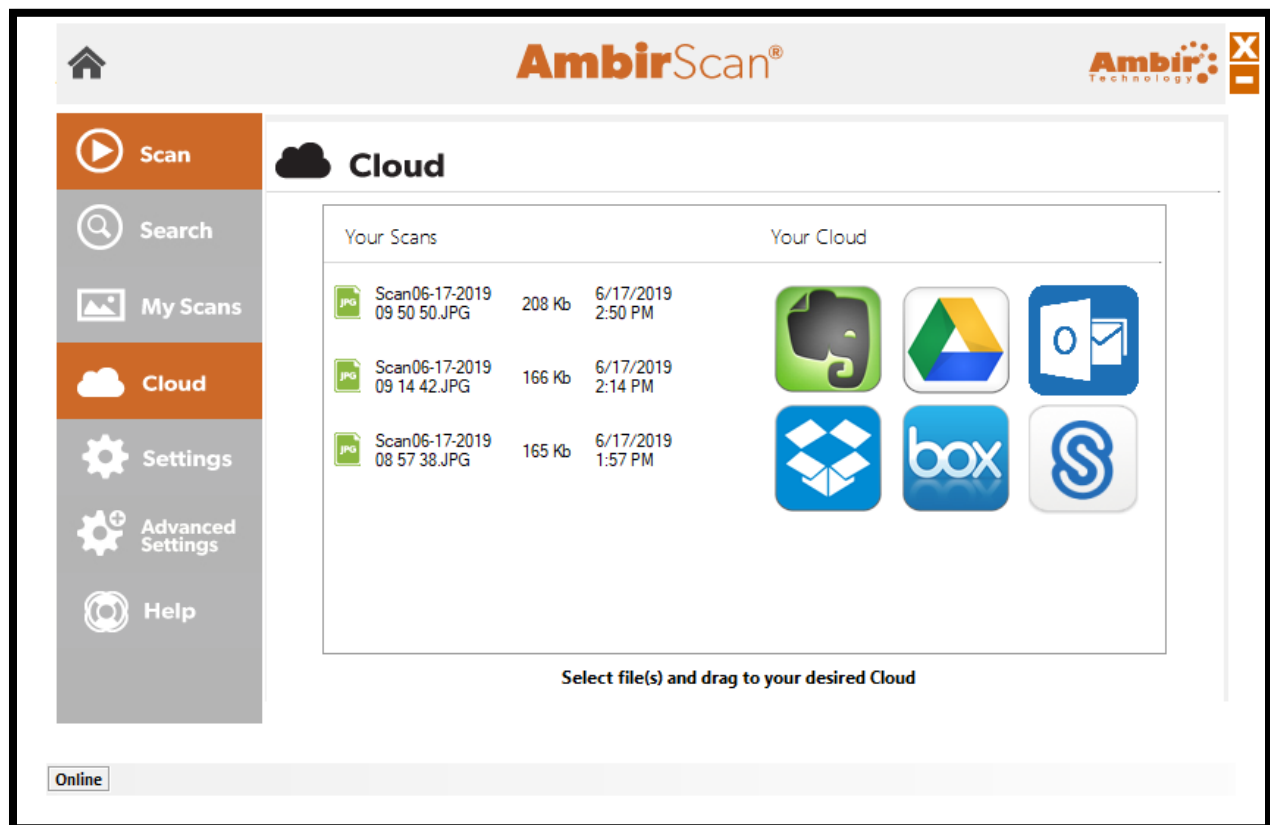 AmbirScan®
Ambir
Technology
X
Scan
Search
My Scans
Cloud
Settings
Advanced
Settings
Help
Cloud
Your Scans
Your Cloud
JPG
Scan06-17-2019
09 50 50.JPG
208 Kb
6/17/2019
2:50 PM
JPG
Scan06-17-2019
09 14 42.JPG
166 Kb
6/17/2019
2:14 PM
JPG
Scan06-17-2019
08 57 38.JPG
165 Kb
6/17/2019
1:57 PM
O
box
S
Select file(s) and drag to your desired Cloud
Online